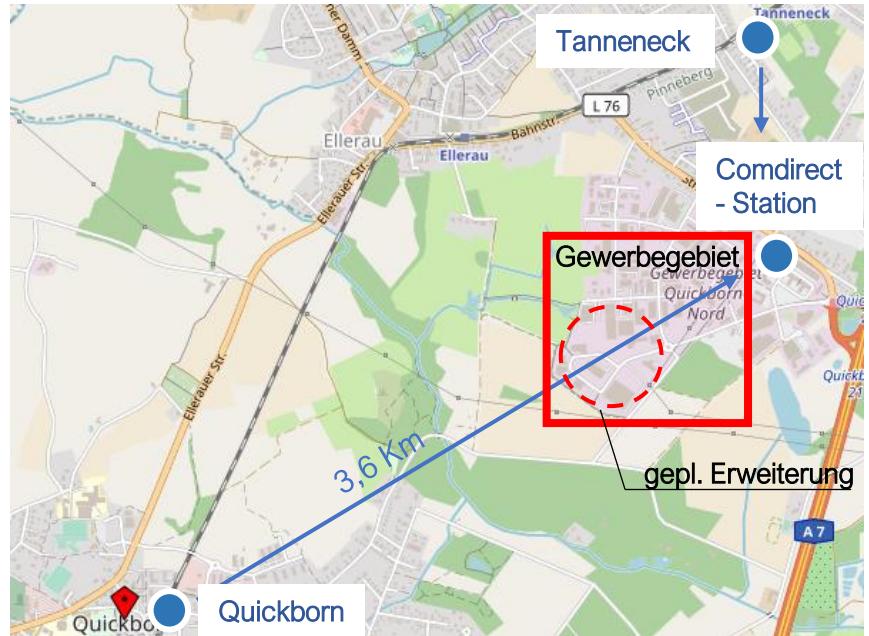 Tanneneck
Tanneneck
Pinneberg
L 76
Ellerau
Bahnstr.
Ellerau
Ellerauer Str.
Comdirect
- Station
Gewerbegebiet
Gewerbegebiet
Quickborn
Nord
Ellerauer Str.
3,6 Km
gepl. Erweiterung
A 7
Quickborn